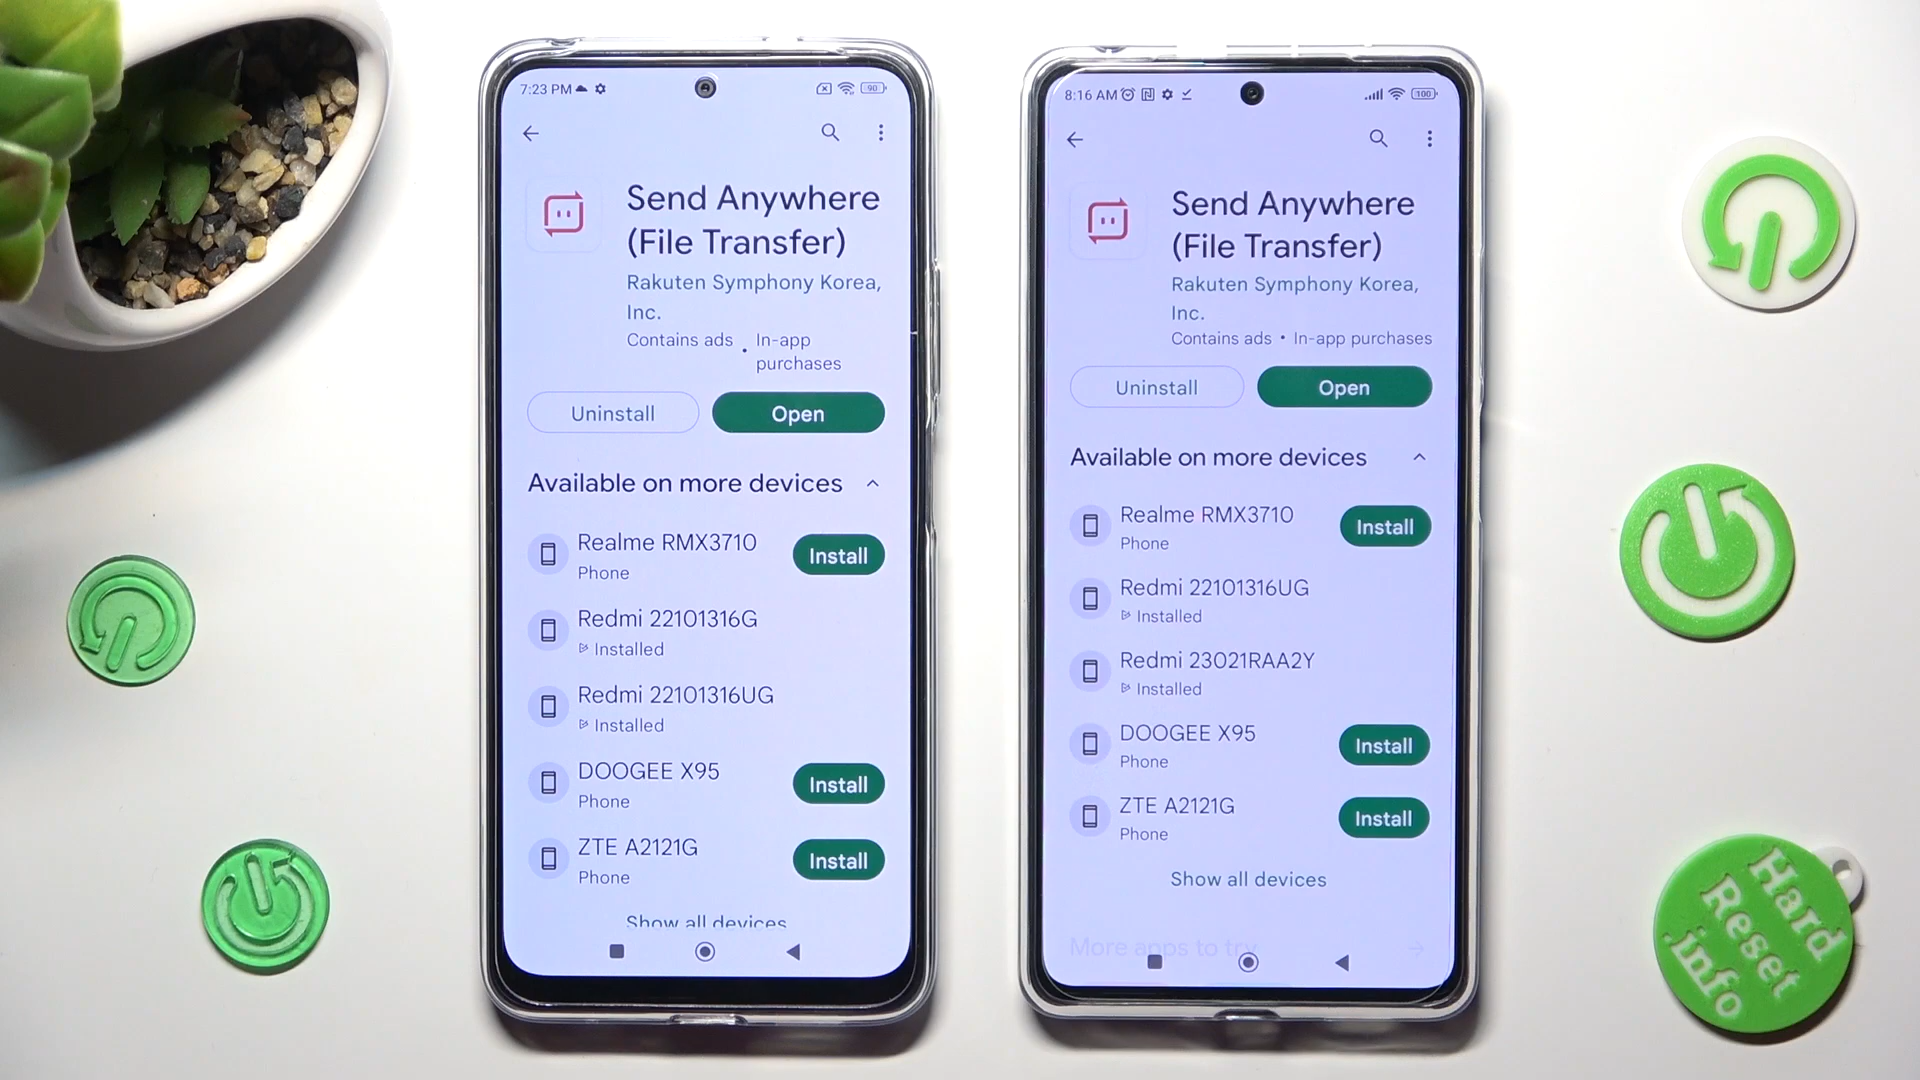 7:23 PM
90
Send Anywhere
(File Transfer)
Rakuten Symphony Korea,
Inc.
Contains ads • In-app
purchases
Uninstall
Open
Available on more devices
Realme RMX3710
Phone
Install
Redmi 22101316G
Installed
Redmi 22101316UG
Installed
DOOGEE X95
Phone
Install
ZTE A2121G
Phone
Install
Show all devices
8:16 AM
100
Send Anywhere
(File Transfer)
Rakuten Symphony Korea,
Inc.
Contains ads • In-app purchases
Uninstall
Open
Available on more devices
Realme RMX3710
Phone
Install
Redmi 22101316UG
Installed
Redmi 23021RAA2Y
Installed
DOOGEE X95
Phone
Install
ZTE A2121G
Phone
Install
Show all devices
More apps to try
Hard
Reset
.info